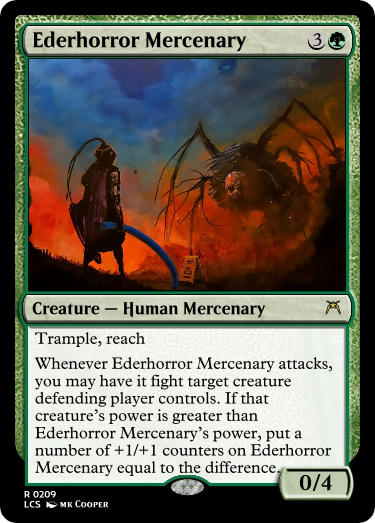 Ederhorror Mercenary 3
Creature — Human Mercenary
Trample, reach
Whenever Ederhorror Mercenary attacks,
you may have it fight target creature
defending player controls. If that
creature's power is greater than
Ederhorror Mercenary's power, put a
number of +1/+1 counters on Ederhorror
Mercenary equal to the difference.
0/4
R 0209
LCS MK COOPER